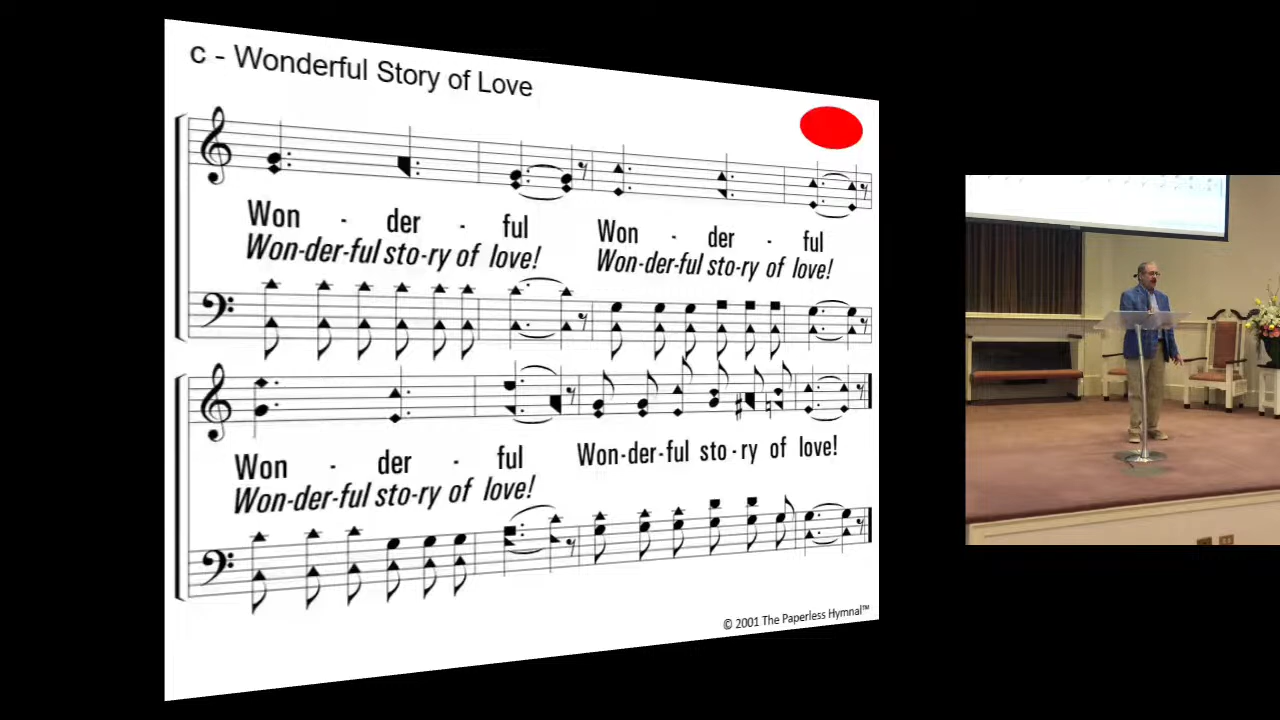 c - Wonderful Story of Love
Won - der - ful Won - der - ful
Won-der-ful sto-ry of love! Won-der-ful sto-ry of love!
Won - der - ful Won-der-ful sto-ry of love!
Won-der-ful sto-ry of love!
© 2001 The Paperless Hymnal™